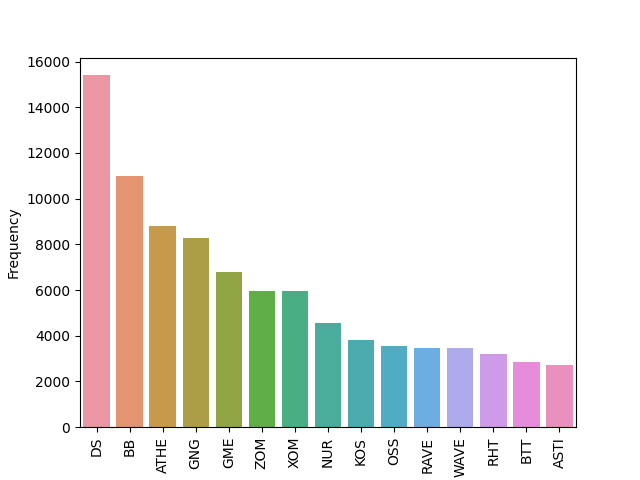 16000
14000
12000
10000
8000
6000
4000
2000
0
Frequency
DS
BB
ATHE
GNG
GME
ZOM
XOM
NUR
KOS
OSS
RAVE
WAVE
RHT
BTT
ASTI